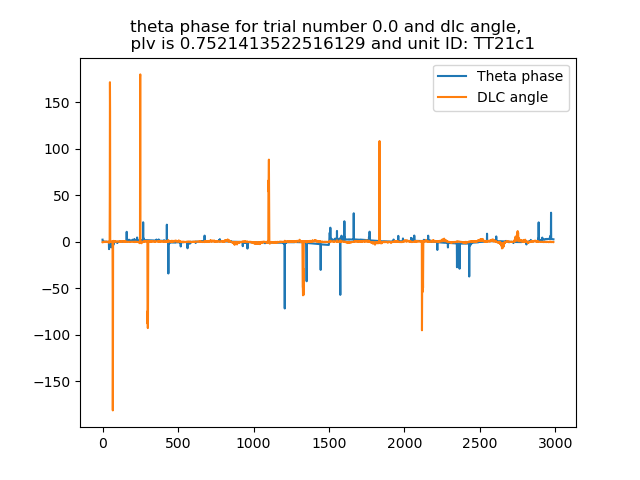 theta phase for trial number 0.0 and dlc angle,
plv is 0.7521413522516129 and unit ID: TT21c1
Theta phase
DLC angle
150
100
50
0
−50
−100
−150
0 500 1000 1500 2000 2500 3000